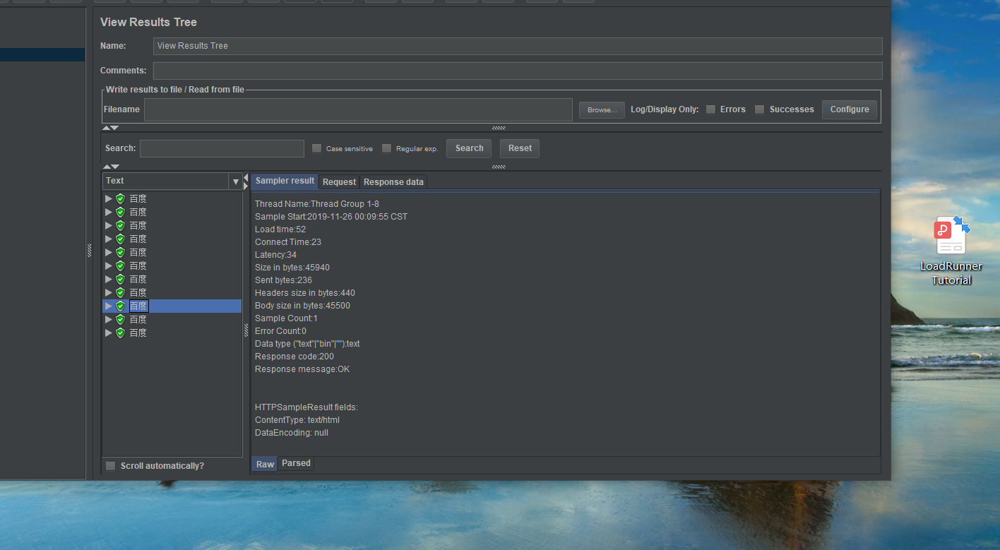 View Results Tree
Name: View Results Tree
Comments:
Write results to file / Read from file
Filename Browse... Log/Display Only: Errors Successes Configure
Search: Case sensitive Regular exp. Search Reset
Text
百度
百度
百度
百度
百度
百度
百度
百度
百度
百度
百度
Scroll automatically?
Sampler result Request Response data
Thread Name:Thread Group 1-8
Sample Start:2019-11-26 00:09:55 CST
Load time:52
Connect Time:23
Latency:34
Size in bytes:45940
Sent bytes:236
Headers size in bytes:440
Body size in bytes:45500
Sample Count:1
Error Count:0
Data type ("text"|"bin"|""):text
Response code:200
Response message:OK
HTTPSampleResult fields:
ContentType: text/html
DataEncoding: null
Raw Parsed
LoadRunner
Tutorial